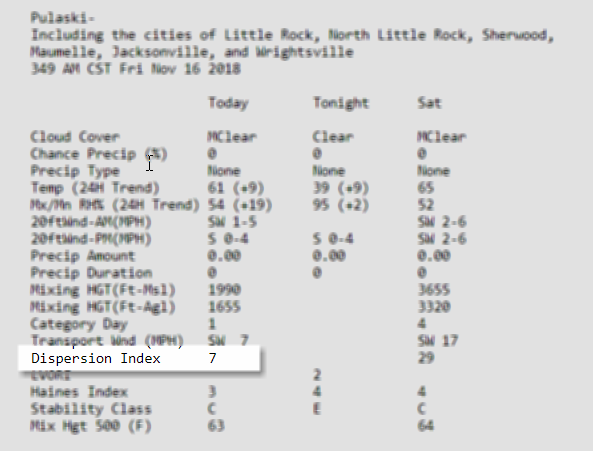 Pulaski-
Including the cities of Little Rock, North Little Rock, Sherwood,
Maumelle, Jacksonville, and Wrightsville
349 AM CST Fri Nov 16 2018
Today Tonight Sat
Cloud Cover MClear Clear MClear
Chance Precip (%) 0 0 0
Precip Type None None None
Temp (24H Trend) 61 (+9) 39 (+9) 65
Mx/Mn RH% (24H Trend) 54 (+19) 95 (+2) 52
20ftWnd-AM(MPH) SW 1-5 SW 2-6
20ftWnd-PM(MPH) S 0-4 S 0-4 SW 2-6
Precip Amount 0.00 0.00 0.00
Precip Duration 0 0 0
Mixing HGT(Ft-Msl) 1990 3655
Mixing HGT(Ft-Agl) 1655 3320
Category Day 1 4
Transport Wnd (MPH) SW 7 SW 17
Dispersion Index 7 29
LVORI 2
Haines Index 3 4 4
Stability Class C E C
Mix Hgt 500 (F) 63 64